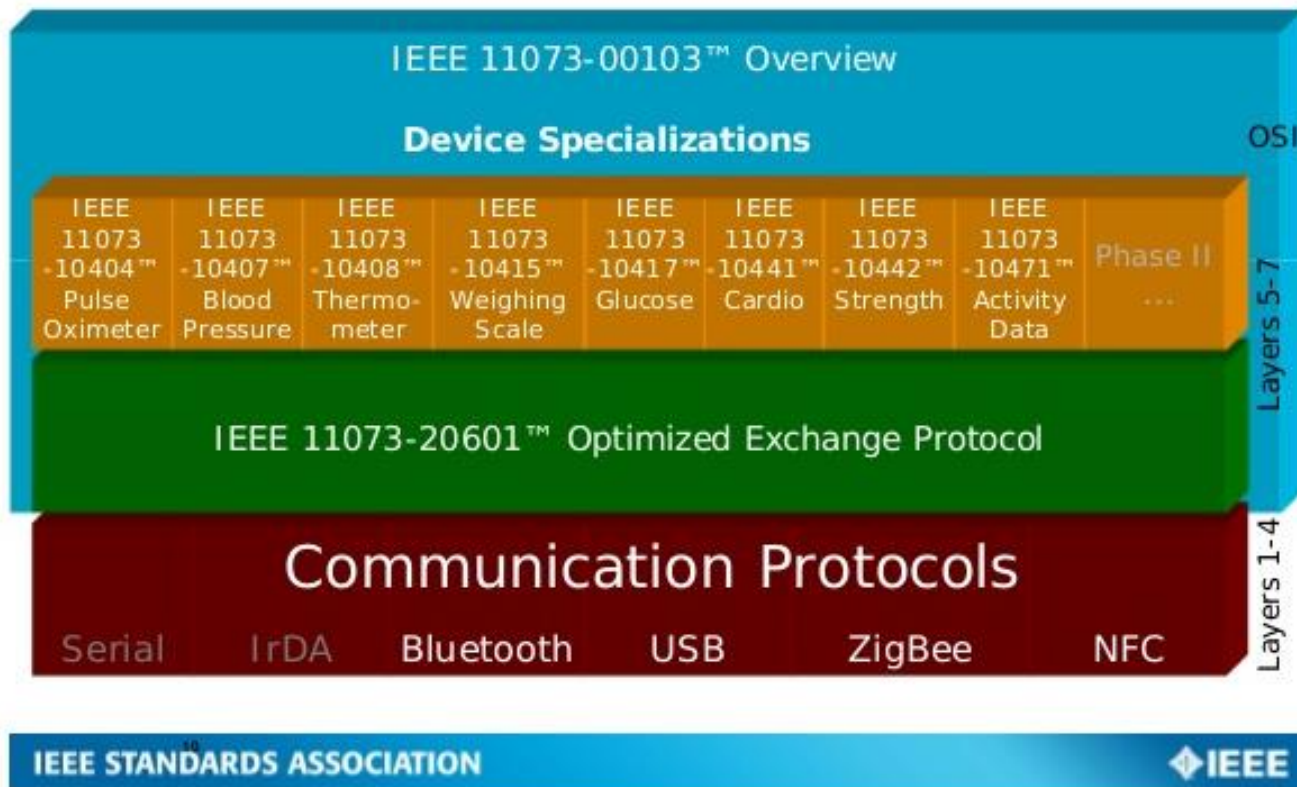 IEEE 11073-00103™ Overview
Device Specializations
OSI
IEEE
11073
-10404™
Pulse
Oximeter
IEEE
11073
-10407™
Blood
Pressure
IEEE
11073
-10408™
Thermo-
meter
IEEE
11073
-10415™
Weighing
Scale
IEEE
11073
-10417™
Glucose
IEEE
11073
-10441™
Cardio
IEEE
11073
-10442™
Strength
IEEE
11073
-10471™
Activity
Data
Phase II
...
Layers 5-7
IEEE 11073-20601™ Optimized Exchange Protocol
Communication Protocols
Serial IrDA Bluetooth USB ZigBee NFC
Layers 1-4
IEEE STANDARDS ASSOCIATION
IEEE